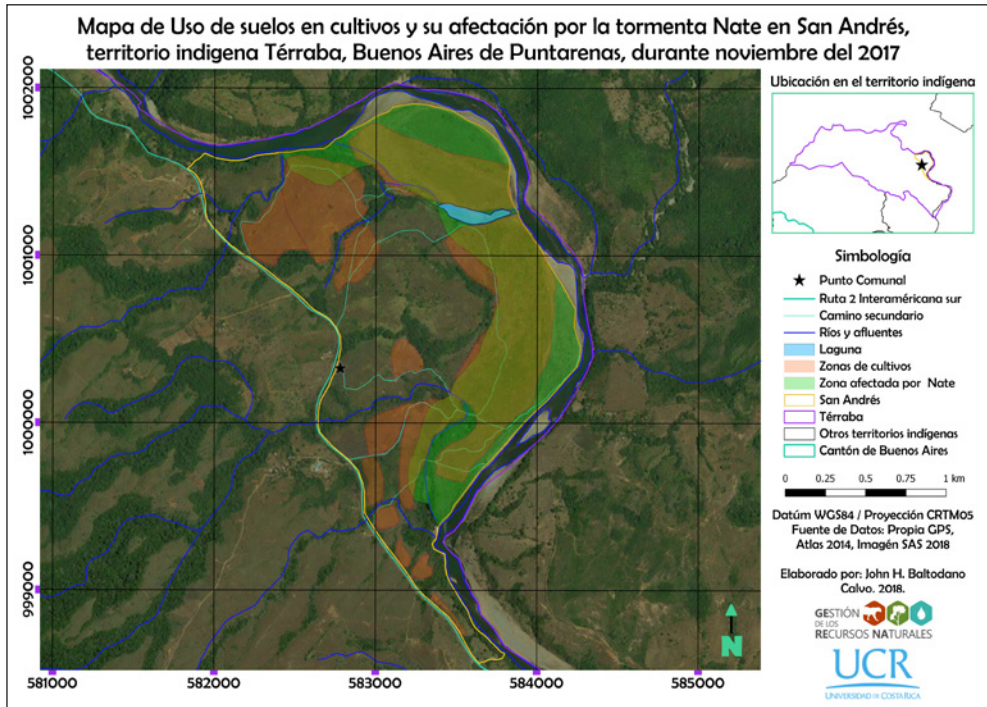 Mapa de Uso de suelos en cultivos y su afectación por la tormenta Nate en San Andrés,
territorio indigena Térraba, Buenos Aires de Puntarenas, durante noviembre del 2017
1002000
1001000
1000000
999000
581000
582000
583000
584000
585000
N
Ubicación en el territorio indígena
Simbología
Punto Comunal
Ruta 2 Interaméricana sur
Camino secundario
Ríos y afluentes
Laguna
Zonas de cultivos
Zona afectada por Nate
San Andrés
Térraba
Otros territorios indígenas
Cantón de Buenos Aires
0 0.25 0.5 0.75 1 km
Datúm WGS84 / Proyección CRTM05
Fuente de Datos: Propia GPS,
Atlas 2014, Imagén SAS 2018
Elaborado por: John H. Baltodano
Calvo. 2018.
GESTIÓN
DE LOS
RECURSOS NATURALES
UCR
UNIVERSIDAD DE COSTA RICA